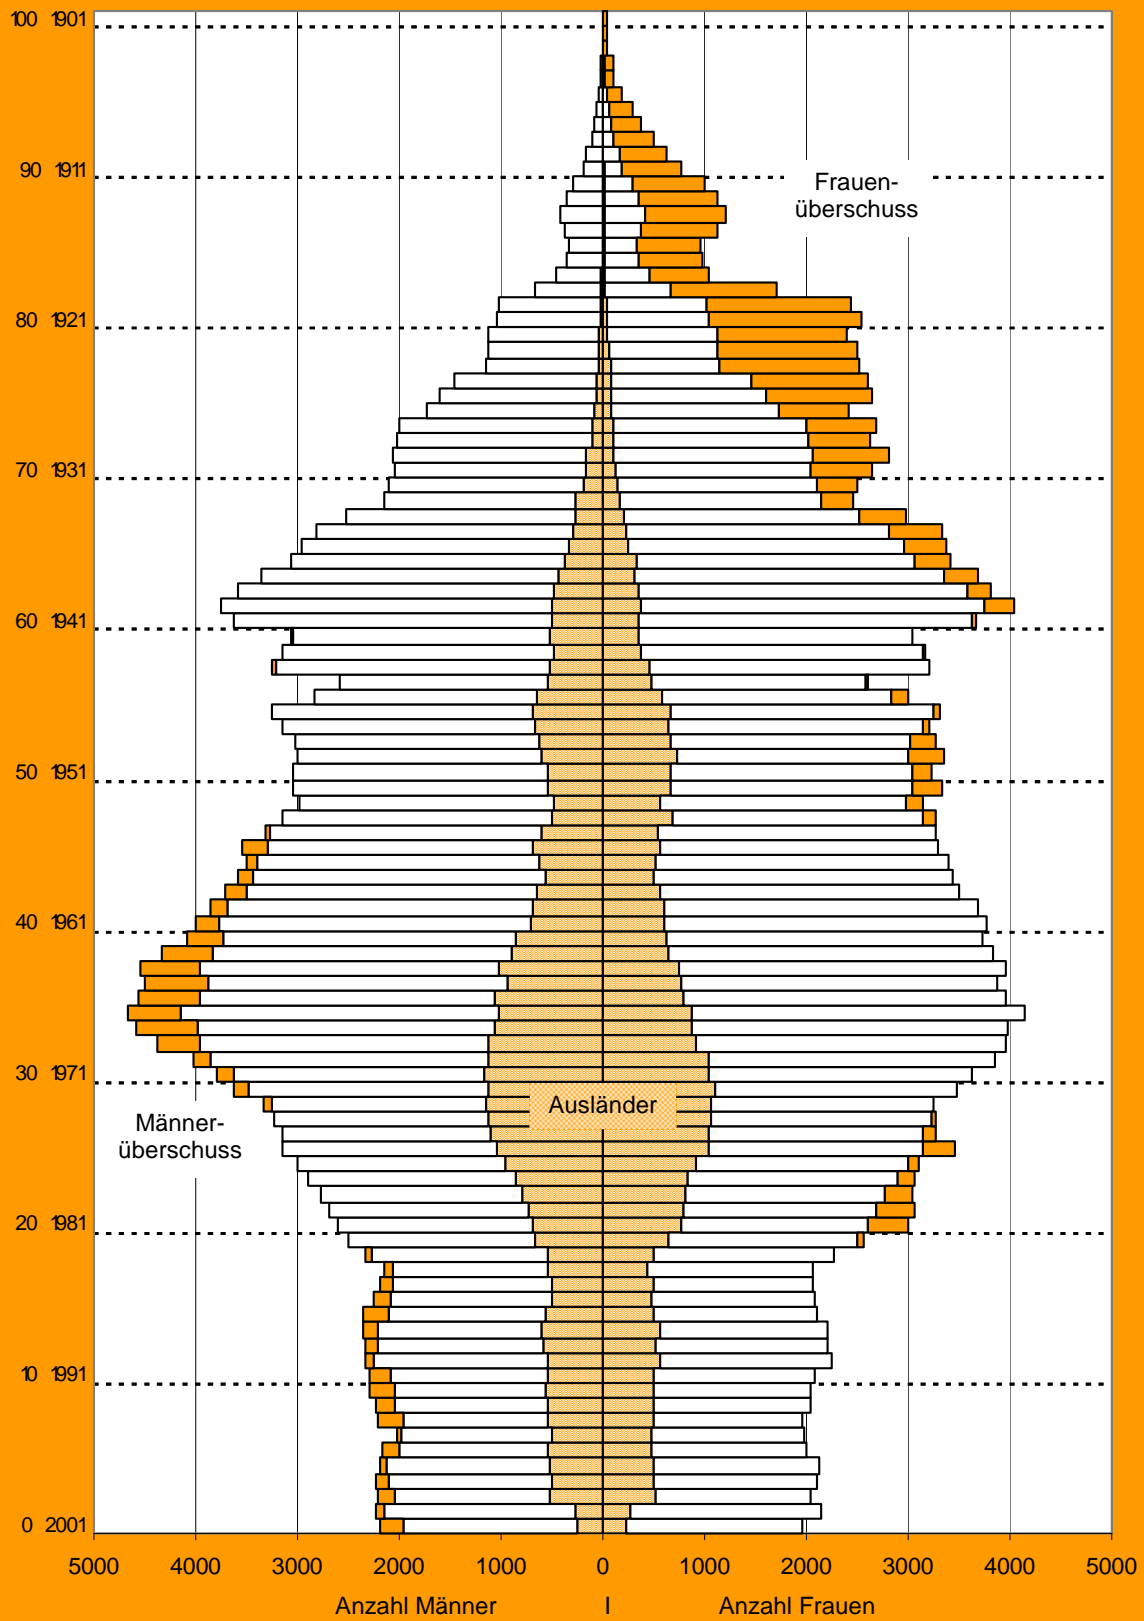 100 1901
90 1911
Frauen-
überschuss
80 1921
70 1931
60 1941
50 1951
40 1961
30 1971
Ausländer
Männer-
überschuss
20 1981
10 1991
0 2001
5000 4000 3000 2000 1000 0 1000 2000 3000 4000 5000
Anzahl Männer I Anzahl Frauen